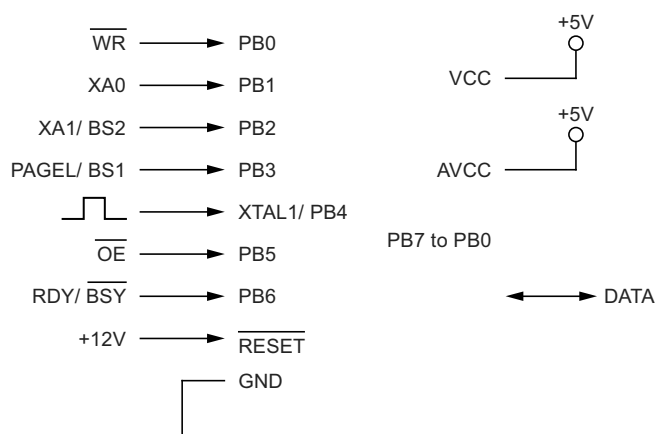 WR PB0
XA0 PB1
XA1/ BS2 PB2
PAGEL/ BS1 PB3
XTAL1/ PB4
OE PB5
RDY/ BSY PB6
+12V RESET
GND
+5V
VCC
+5V
AVCC
PB7 to PB0
DATA